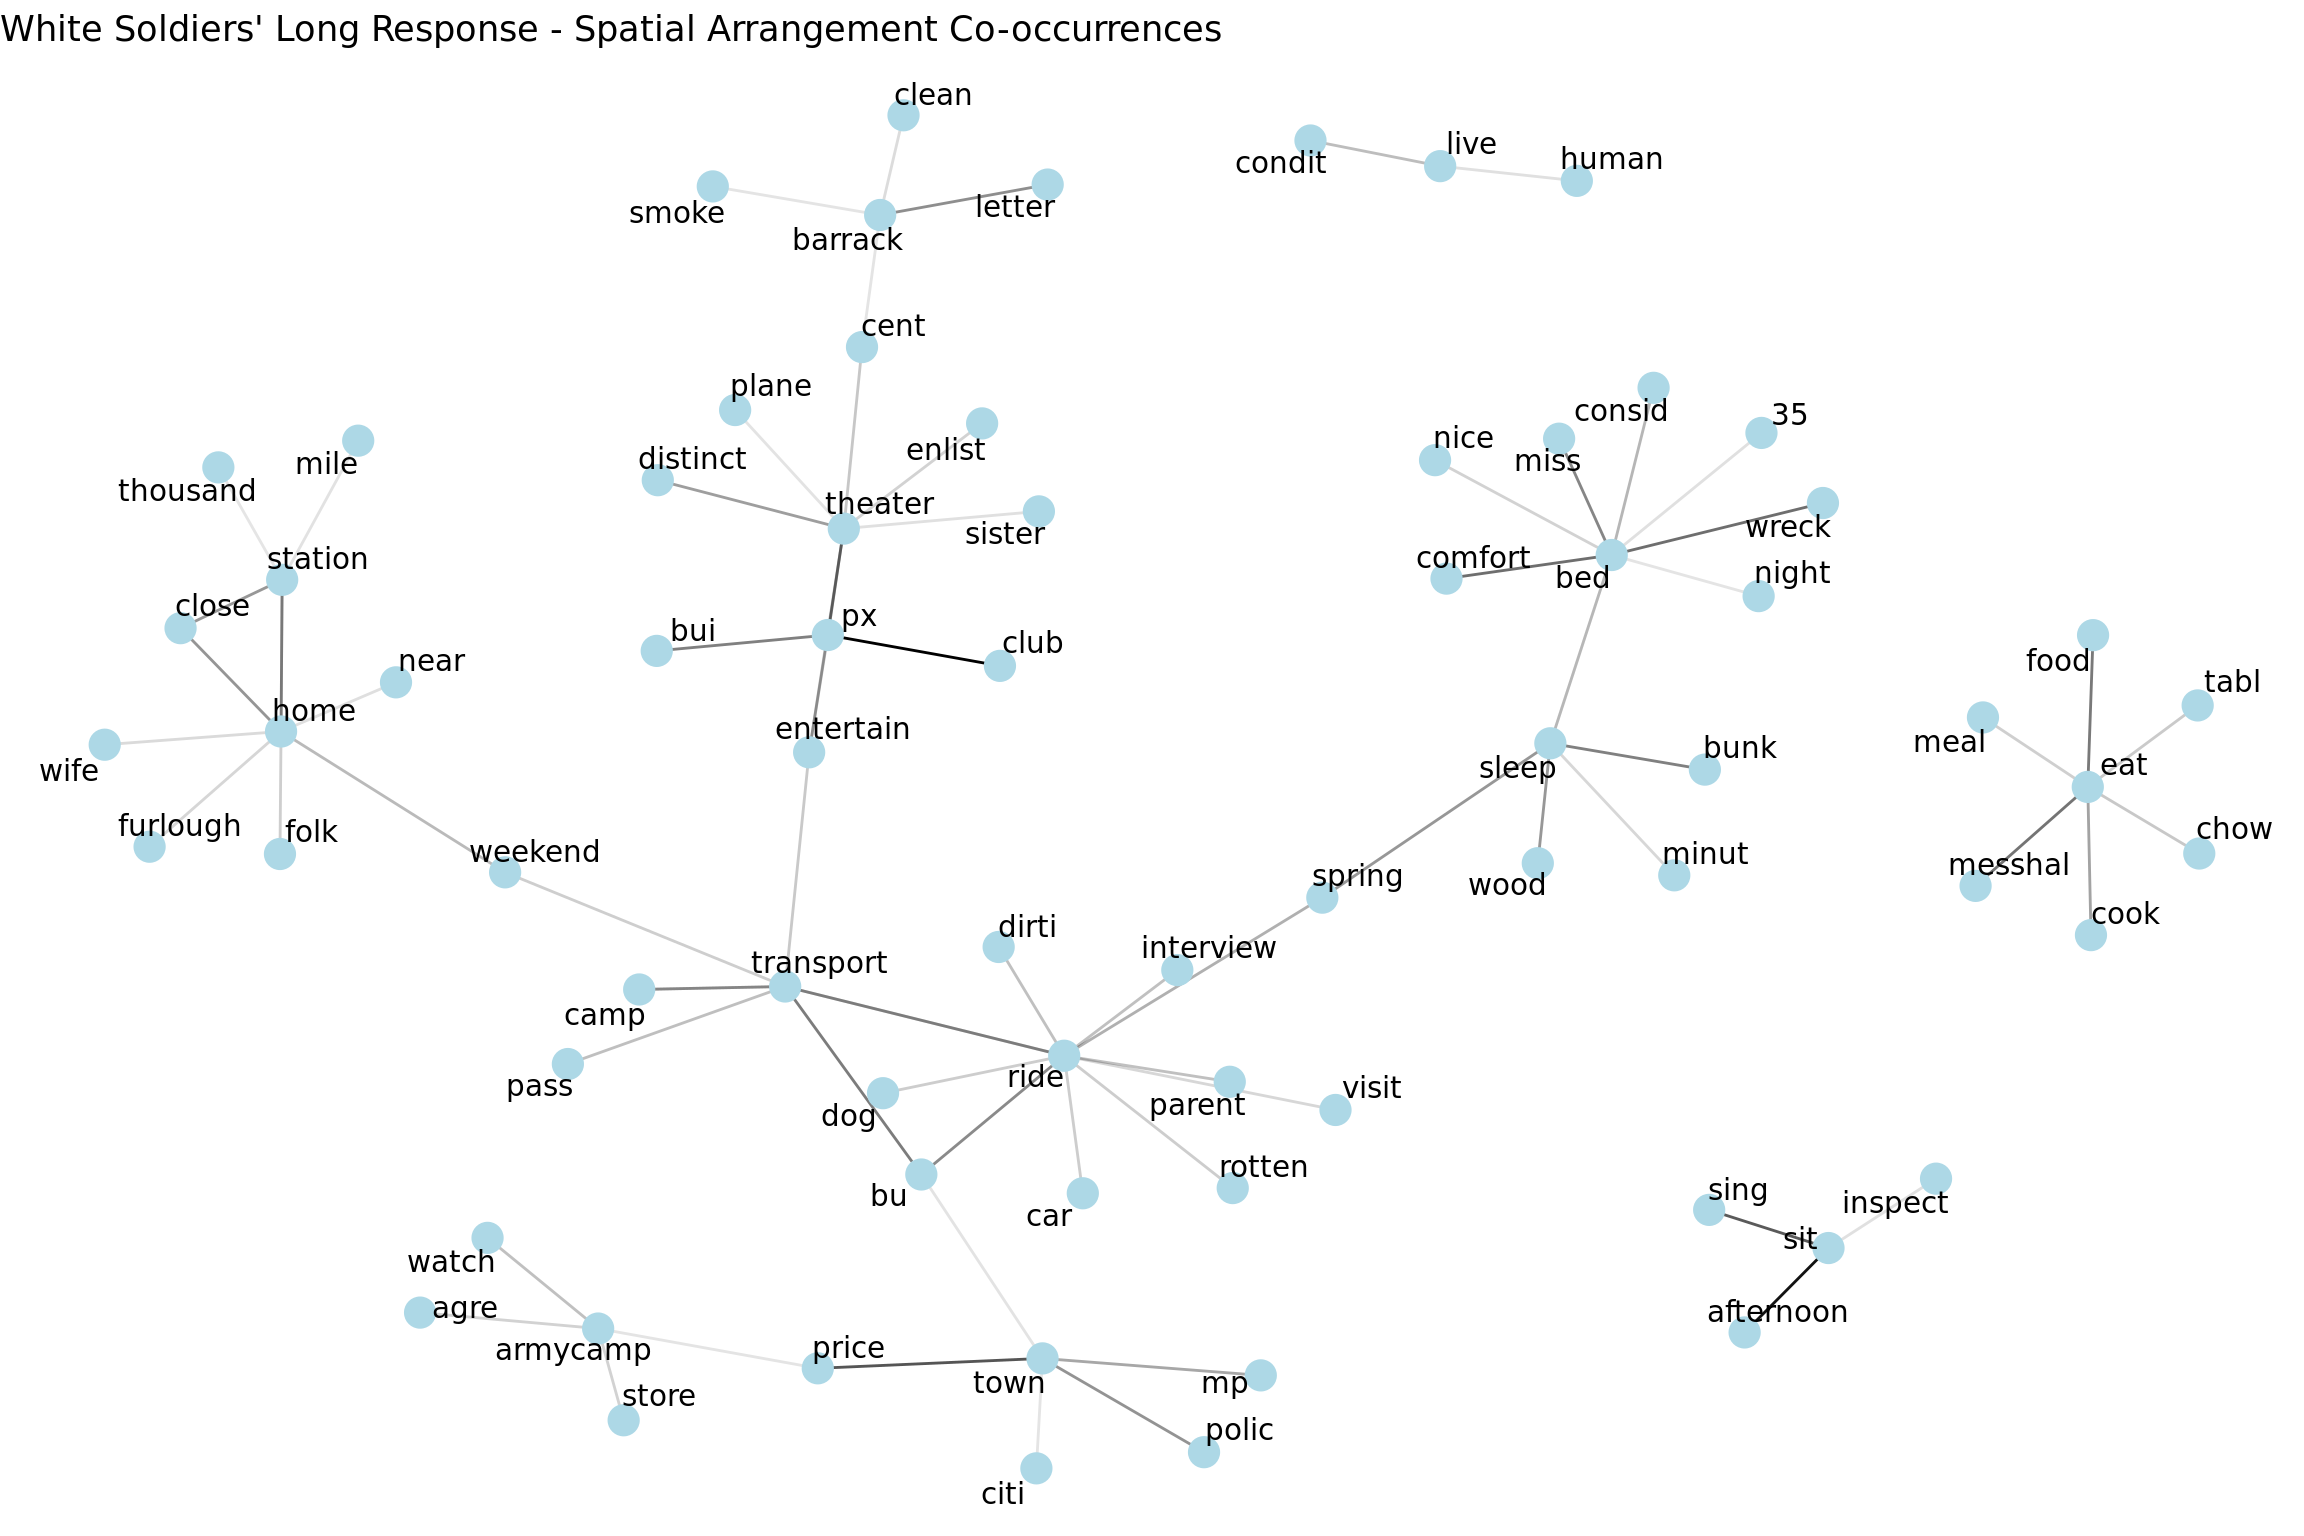 White Soldiers' Long Response - Spatial Arrangement Co-occurrences
clean
smoke
letter
barrack
condit
live
human
cent
plane
enlist
distinct
theater
sister
thousand
mile
station
close
near
home
wife
furlough
folk
weekend
bui
px
club
entertain
consid
35
nice
miss
wreck
comfort
bed
night
sleep
bunk
wood
minut
spring
food
tabl
meal
eat
chow
messhal
cook
transport
camp
pass
dirti
interview
ride
dog
parent
visit
bu
car
rotten
sing
inspect
sit
afternoon
watch
agre
armycamp
store
price
town
mp
polic
citi